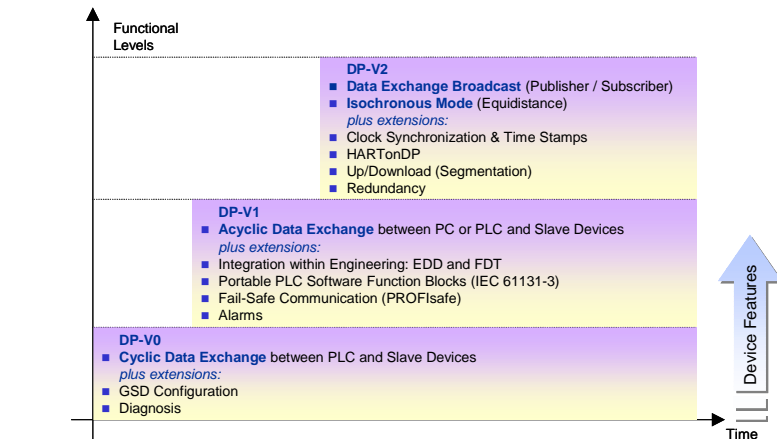 Functional
Levels
DP-V2
Data Exchange Broadcast (Publisher / Subscriber)
Isochronous Mode (Equidistance)
plus extensions:
Clock Synchronization & Time Stamps
HARTonDP
Up/Download (Segmentation)
Redundancy
DP-V1
Acyclic Data Exchange between PC or PLC and Slave Devices
plus extensions:
Integration within Engineering: EDD and FDT
Portable PLC Software Function Blocks (IEC 61131-3)
Fail-Safe Communication (PROFIsafe)
Alarms
DP-V0
Cyclic Data Exchange between PLC and Slave Devices
plus extensions:
GSD Configuration
Diagnosis
Device Features
Time